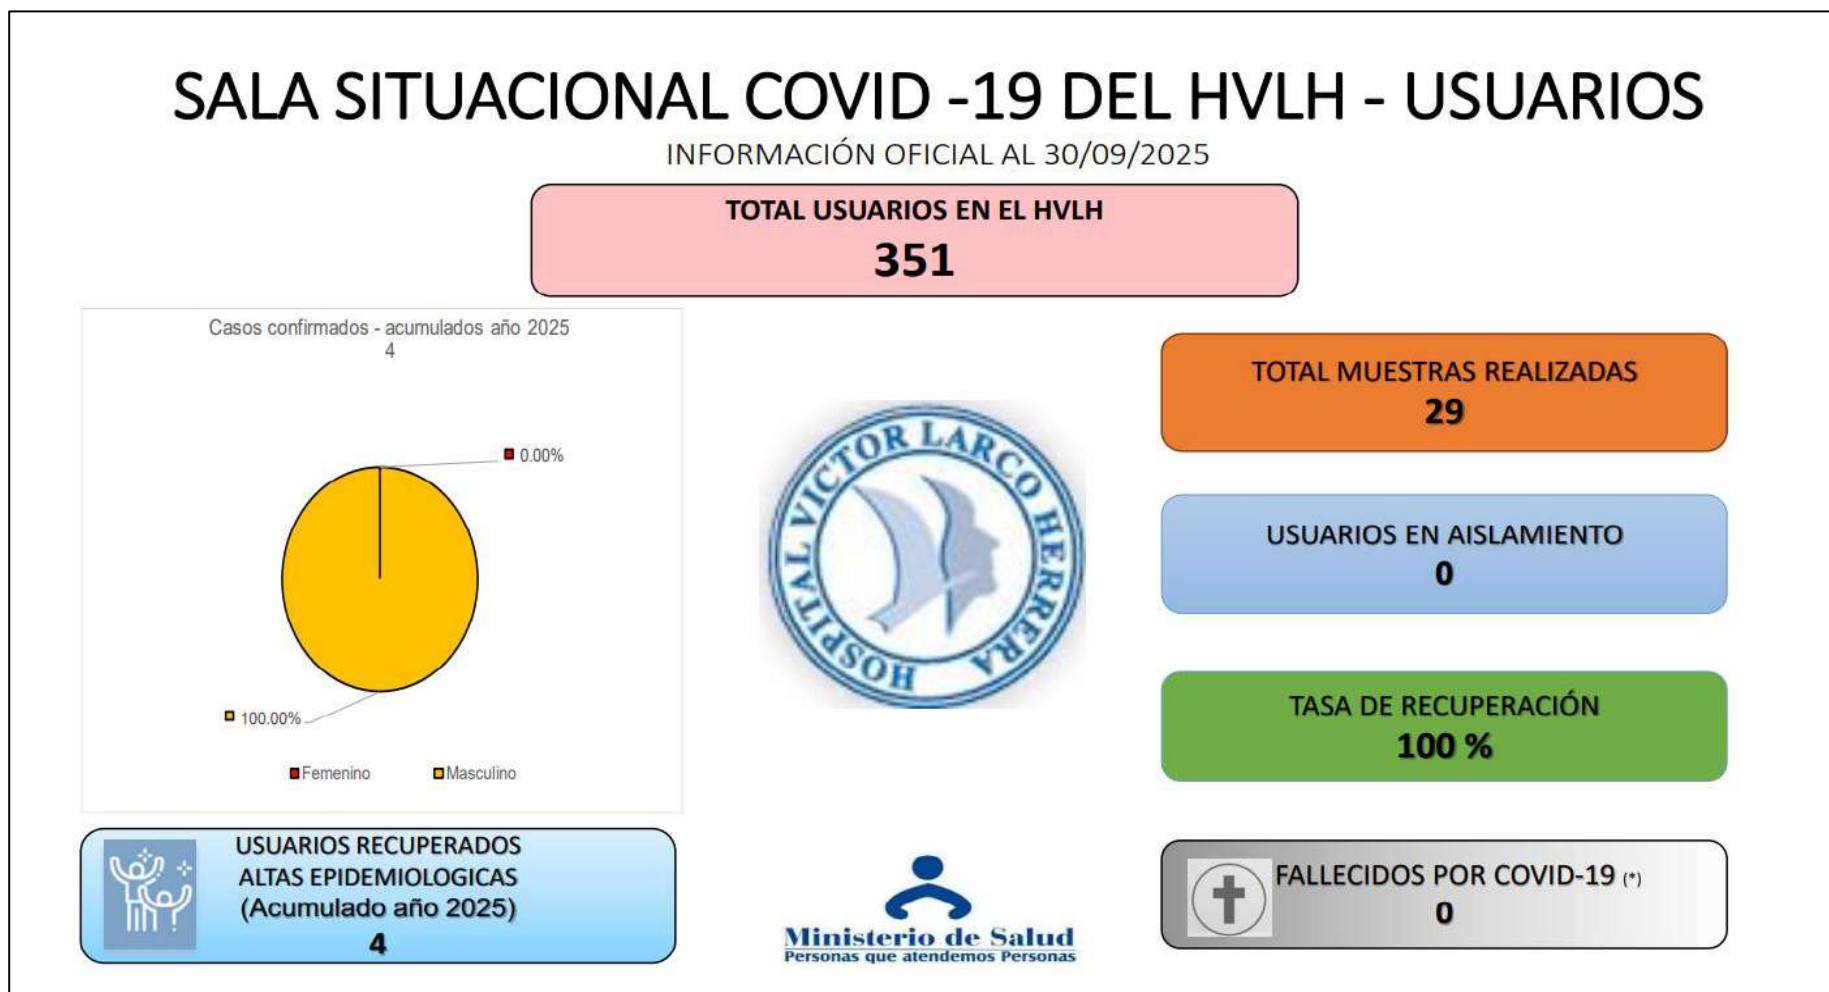 SALA SITUACIONAL COVID -19 DEL HVLH - USUARIOS
INFORMACIÓN OFICIAL AL 30/09/2025
TOTAL USUARIOS EN EL HVLH
351
Casos confirmados - acumulados año 2025
4
0.00%
100.00%
Femenino
Masculino
USUARIOS RECUPERADOS
ALTAS EPIDEMIOLOGICAS
(Acumulado año 2025)
4
HOSPITAL VICTOR LARCO HERRERA
Ministerio de Salud
Personas que atendemos Personas
TOTAL MUESTRAS REALIZADAS
29
USUARIOS EN AISLAMIENTO
0
TASA DE RECUPERACIÓN
100 %
FALLECIDOS POR COVID-19 (*)
0